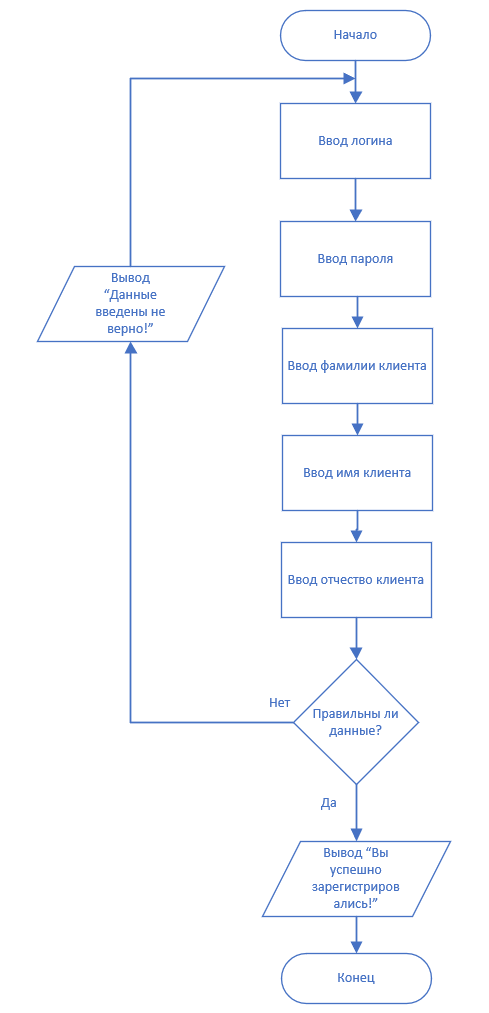 Начало
Ввод логина
Ввод пароля
Вывод
“Данные
введены не
верно!”
Ввод фамилии клиента
Ввод имя клиента
Ввод отчество клиента
Нет
Правильны ли
данные?
Да
Вывод “Вы
успешно
зарегистриров
ались!”
Конец